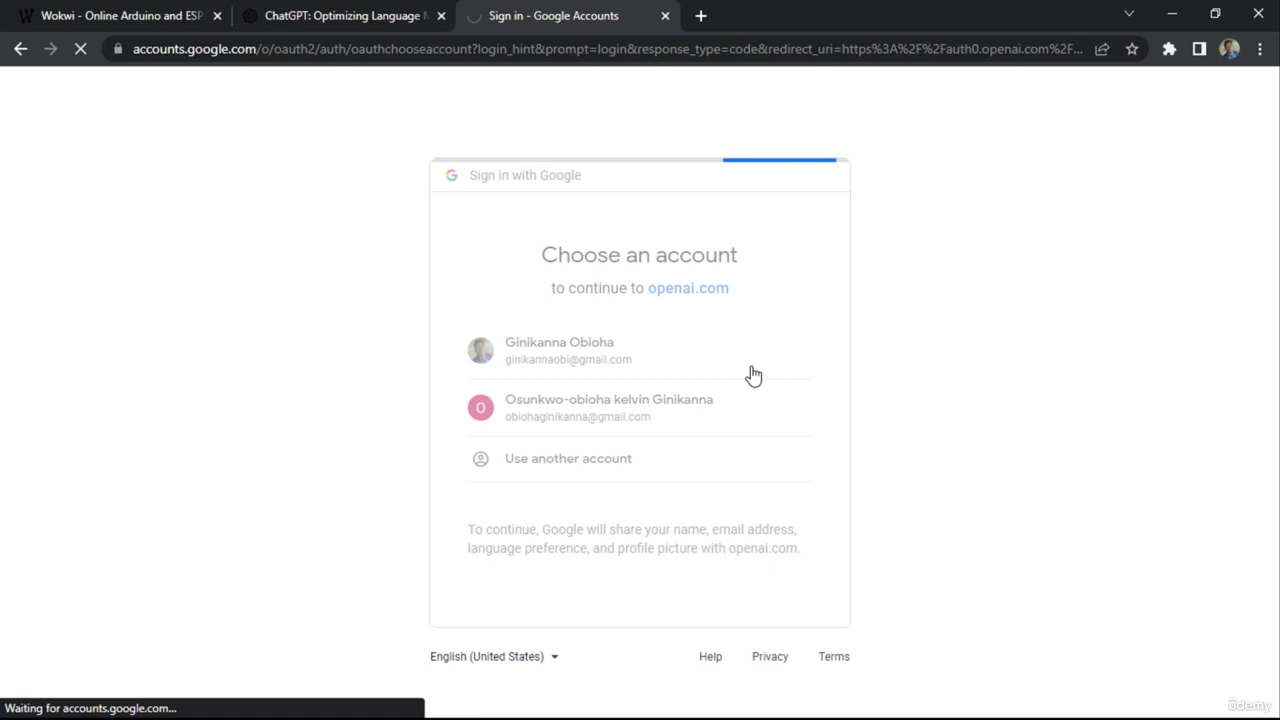 Wokwi - Online Arduino and ESP
ChatGPT: Optimizing Language M
Sign in - Google Accounts
accounts.google.com/o/oauth2/auth/oauthchooseaccount?login_hint&prompt=login&response_type=code&redirect_uri=https%3A%2F%2Fauth0.openai.com%2F...
Sign in with Google
Choose an account
to continue to openai.com
Ginikanna Obioha
ginikannaobi@gmail.com
O
Osunkwo-obioha kelvin Ginikanna
obiohaginikanna@gmail.com
Use another account
To continue, Google will share your name, email address,
language preference, and profile picture with openai.com.
English (United States)
Help
Privacy
Terms
Waiting for accounts.google.com...
ûdemy